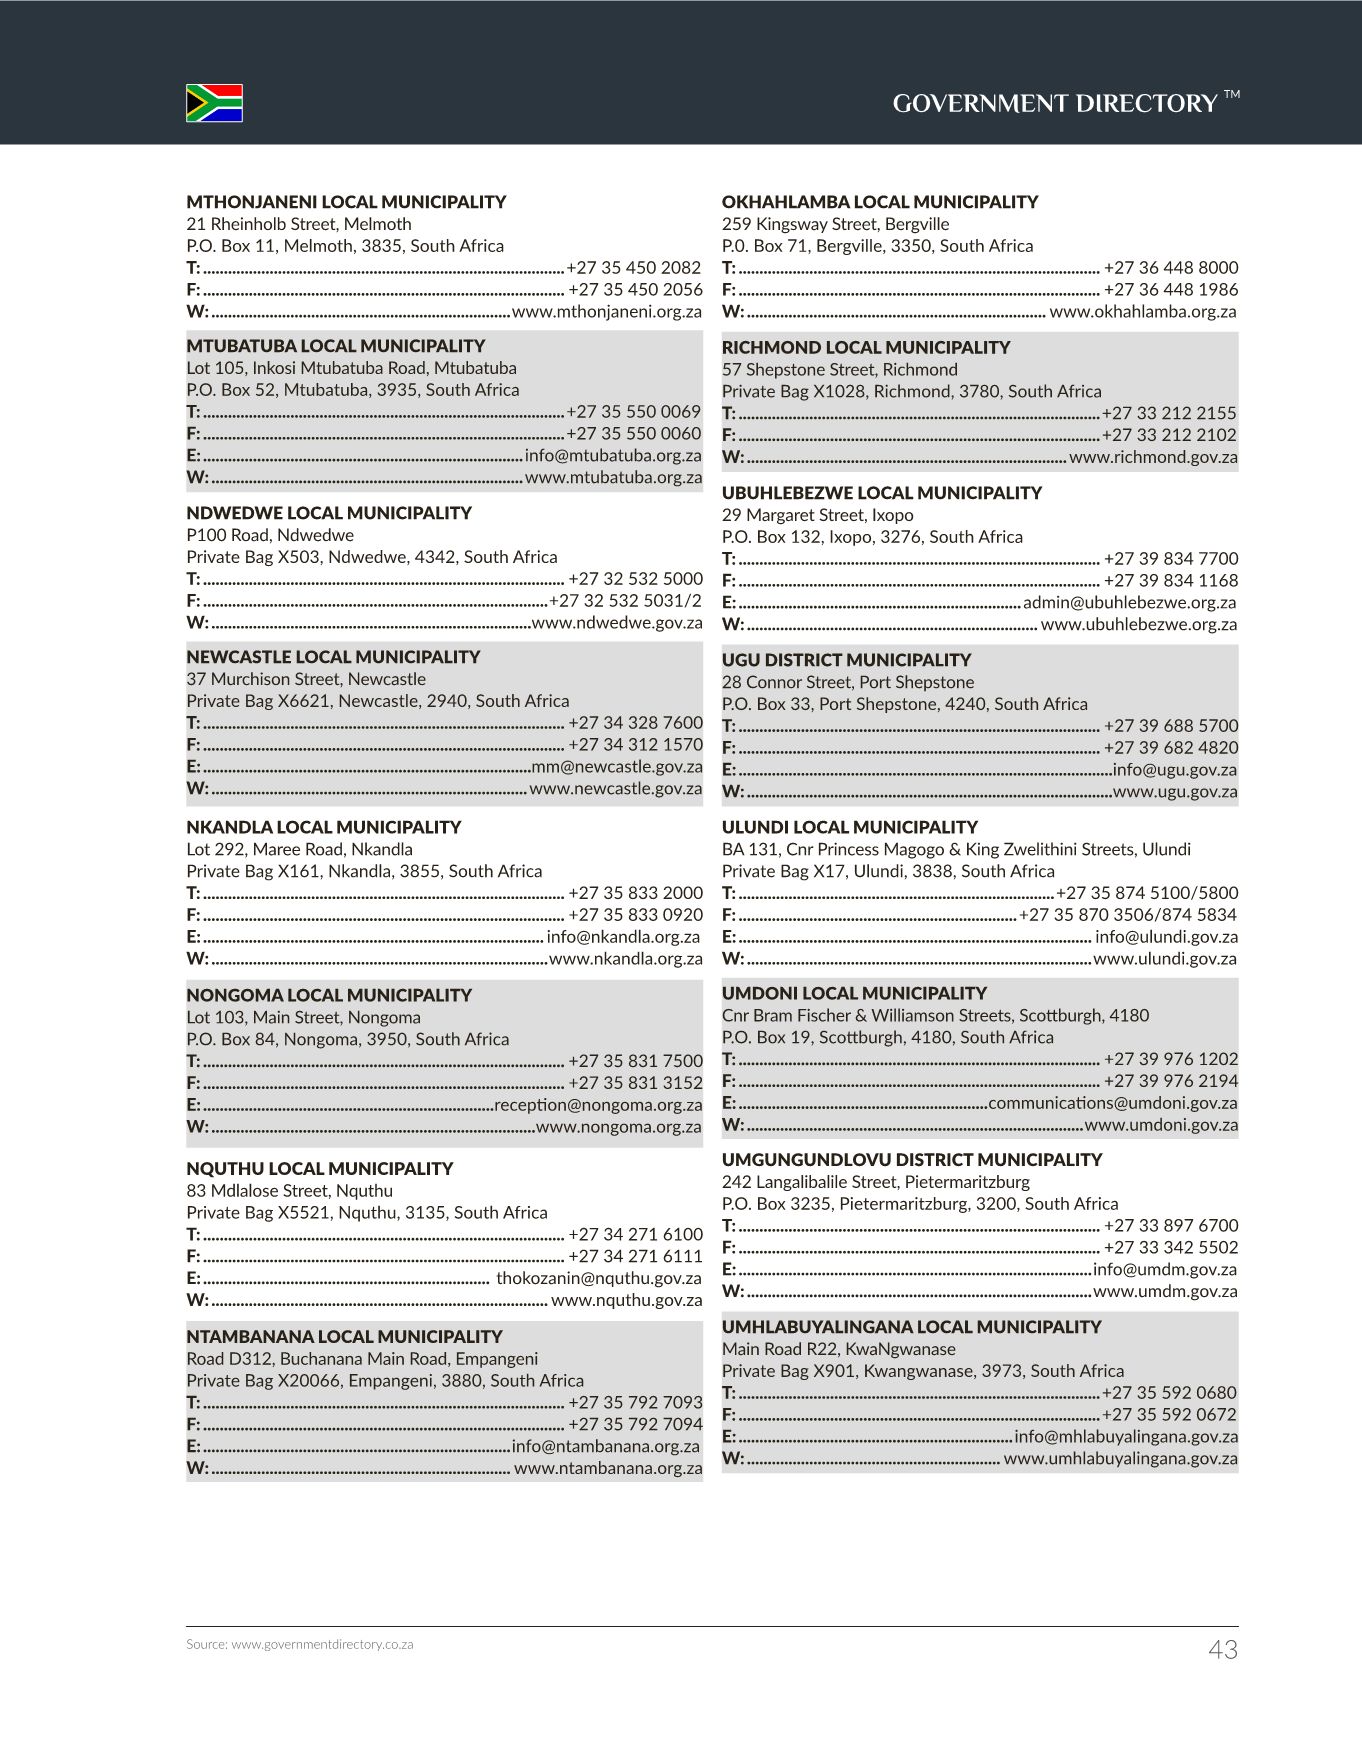 GOVERNMENT DIRECTORY ™
MTHONJANENI LOCAL MUNICIPALITY
21 Rheinholb Street, Melmoth
P.O. Box 11, Melmoth, 3835, South Africa
T: +27 35 450 2082
F: +27 35 450 2056
W: www.mthonjaneni.org.za
MTUBATUBA LOCAL MUNICIPALITY
Lot 105, Inkosi Mtubatuba Road, Mtubatuba
P.O. Box 52, Mtubatuba, 3935, South Africa
T: +27 35 550 0069
F: +27 35 550 0060
E: info@mtubatuba.org.za
W: www.mtubatuba.org.za
NDWEDWE LOCAL MUNICIPALITY
P100 Road, Ndwedwe
Private Bag X503, Ndwedwe, 4342, South Africa
T: +27 32 532 5000
F: +27 32 532 5031/2
W: www.ndwedwe.gov.za
NEWCASTLE LOCAL MUNICIPALITY
37 Murchison Street, Newcastle
Private Bag X6621, Newcastle, 2940, South Africa
T: +27 34 328 7600
F: +27 34 312 1570
E: mm@newcastle.gov.za
W: www.newcastle.gov.za
NKANDLA LOCAL MUNICIPALITY
Lot 292, Maree Road, Nkandla
Private Bag X161, Nkandla, 3855, South Africa
T: +27 35 833 2000
F: +27 35 833 0920
E: info@nkandla.org.za
W: www.nkandla.org.za
NONGOMA LOCAL MUNICIPALITY
Lot 103, Main Street, Nongoma
P.O. Box 84, Nongoma, 3950, South Africa
T: +27 35 831 7500
F: +27 35 831 3152
E: reception@nongoma.org.za
W: www.nongoma.org.za
NQUTHU LOCAL MUNICIPALITY
83 Mdlalose Street, Nquthu
Private Bag X5521, Nquthu, 3135, South Africa
T: +27 34 271 6100
F: +27 34 271 6111
E: thokozanin@nquthu.gov.za
W: www.nquthu.gov.za
NTAMBANANA LOCAL MUNICIPALITY
Road D312, Buchanana Main Road, Empangeni
Private Bag X20066, Empangeni, 3880, South Africa
T: +27 35 792 7093
F: +27 35 792 7094
E: info@ntambanana.org.za
W: www.ntambanana.org.za
OKHAHLAMBA LOCAL MUNICIPALITY
259 Kingsway Street, Bergville
P.0. Box 71, Bergville, 3350, South Africa
T: +27 36 448 8000
F: +27 36 448 1986
W: www.okhahlamba.org.za
RICHMOND LOCAL MUNICIPALITY
57 Shepstone Street, Richmond
Private Bag X1028, Richmond, 3780, South Africa
T: +27 33 212 2155
F: +27 33 212 2102
W: www.richmond.gov.za
UBUHLEBEZWE LOCAL MUNICIPALITY
29 Margaret Street, Ixopo
P.O. Box 132, Ixopo, 3276, South Africa
T: +27 39 834 7700
F: +27 39 834 1168
E: admin@ubuhlebezwe.org.za
W: www.ubuhlebezwe.org.za
UGU DISTRICT MUNICIPALITY
28 Connor Street, Port Shepstone
P.O. Box 33, Port Shepstone, 4240, South Africa
T: +27 39 688 5700
F: +27 39 682 4820
E: info@ugu.gov.za
W: www.ugu.gov.za
ULUNDI LOCAL MUNICIPALITY
BA 131, Cnr Princess Magogo & King Zwelithini Streets, Ulundi
Private Bag X17, Ulundi, 3838, South Africa
T: +27 35 874 5100/5800
F: +27 35 870 3506/874 5834
E: info@ulundi.gov.za
W: www.ulundi.gov.za
UMDONI LOCAL MUNICIPALITY
Cnr Bram Fischer & Williamson Streets, Scottburgh, 4180
P.O. Box 19, Scottburgh, 4180, South Africa
T: +27 39 976 1202
F: +27 39 976 2194
E: communications@umdoni.gov.za
W: www.umdoni.gov.za
UMGUNGUNDLOVU DISTRICT MUNICIPALITY
242 Langalibalile Street, Pietermaritzburg
P.O. Box 3235, Pietermaritzburg, 3200, South Africa
T: +27 33 897 6700
F: +27 33 342 5502
E: info@umdm.gov.za
W: www.umdm.gov.za
UMHLABUYALINGANA LOCAL MUNICIPALITY
Main Road R22, KwaNgwanase
Private Bag X901, Kwangwanase, 3973, South Africa
T: +27 35 592 0680
F: +27 35 592 0672
E: info@mhlabuyalingana.gov.za
W: www.umhlabuyalingana.gov.za
Source: www.governmentdirectory.co.za
43